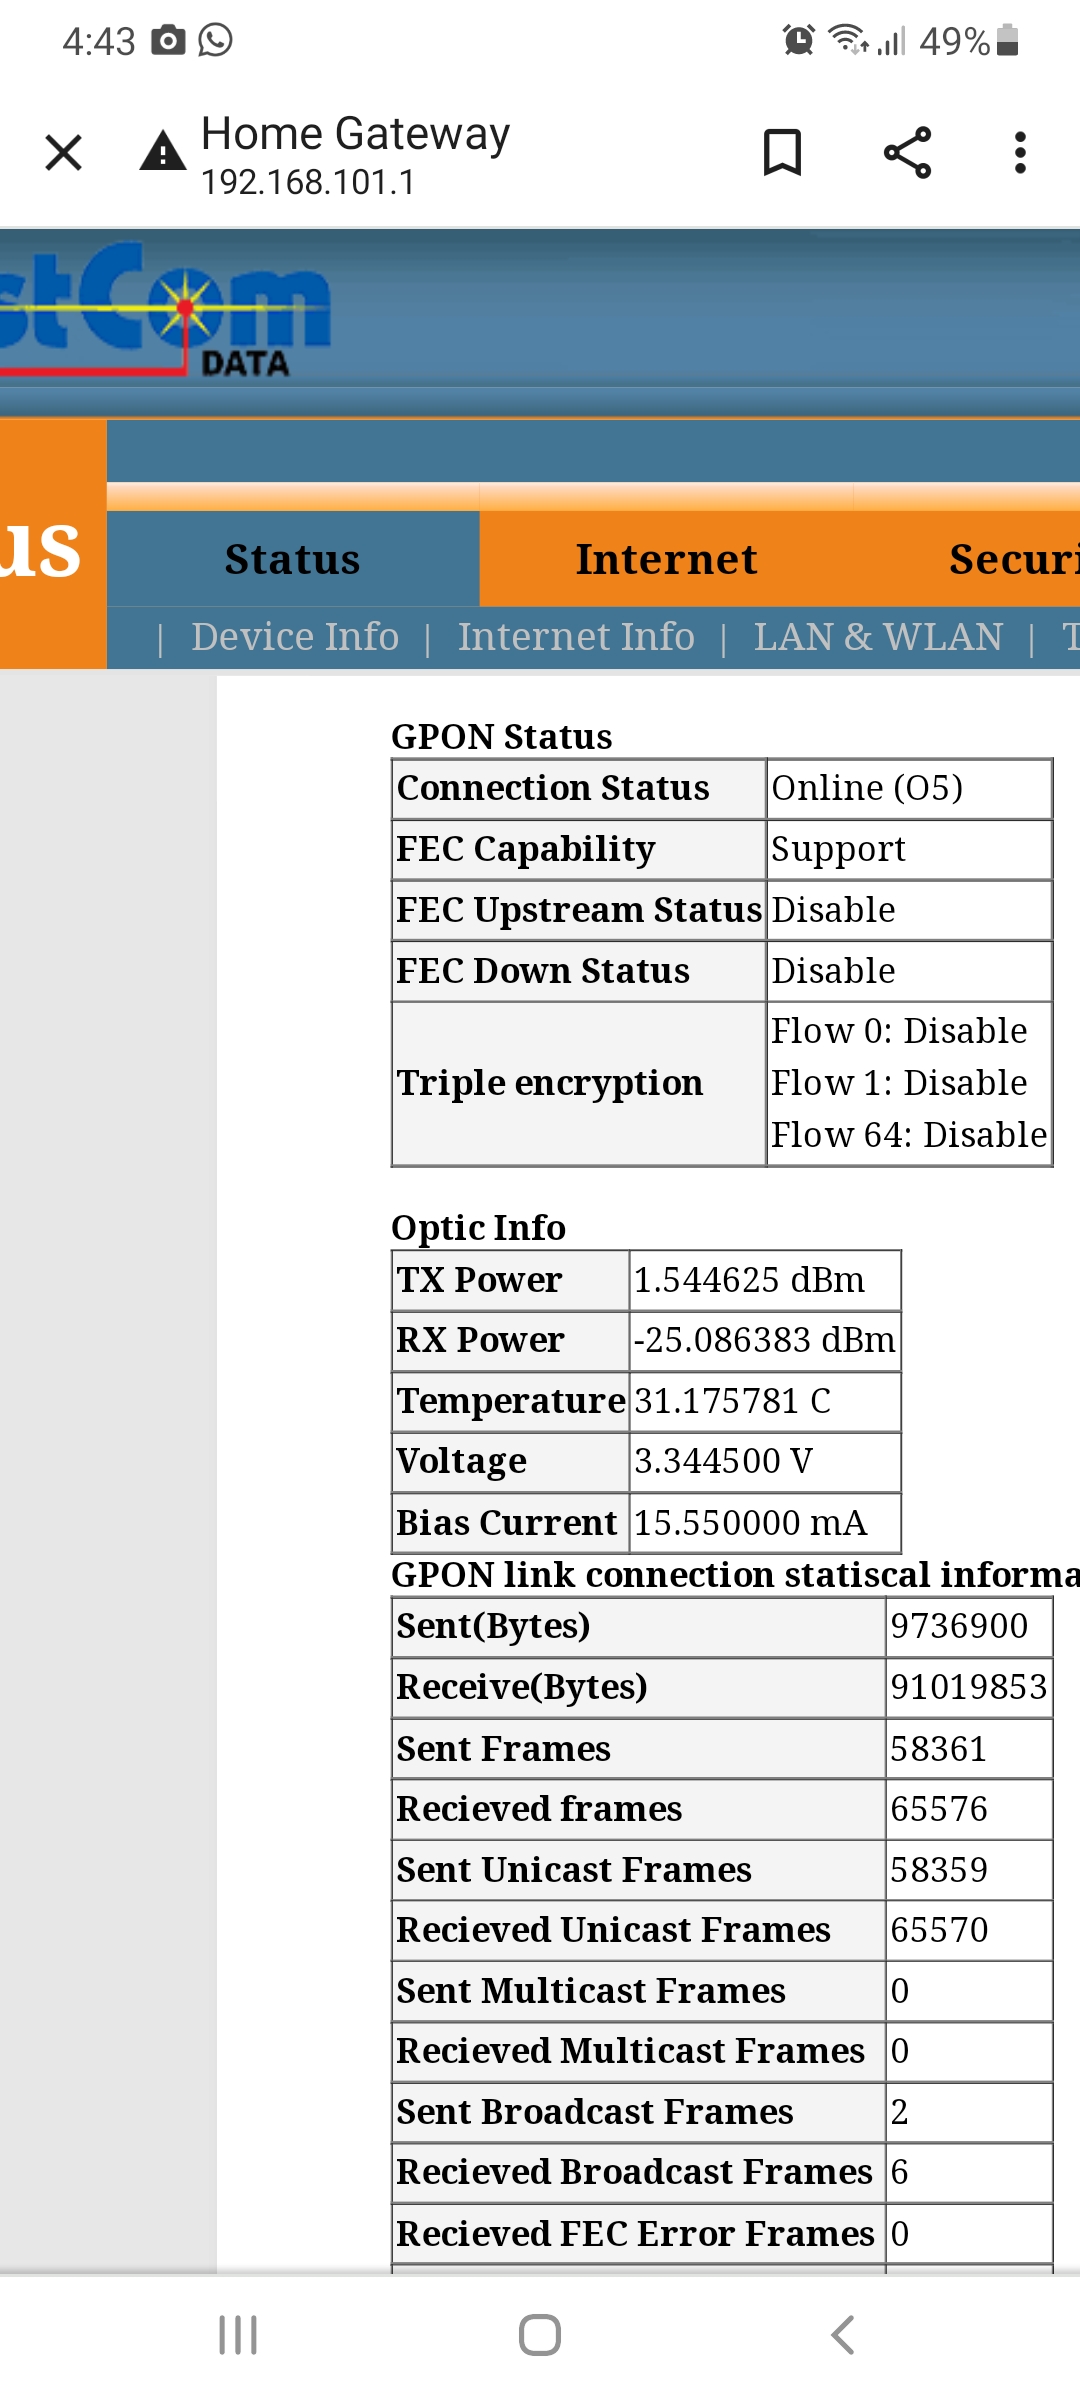 4:43 49%
Home Gateway
192.168.101.1
stCom
DATA
us
Status Internet Securi
| Device Info | Internet Info | LAN & WLAN | T
GPON Status
Connection Status Online (O5)
FEC Capability Support
FEC Upstream Status Disable
FEC Down Status Disable
Triple encryption Flow 0: Disable
Flow 1: Disable
Flow 64: Disable
Optic Info
TX Power 1.544625 dBm
RX Power -25.086383 dBm
Temperature 31.175781 C
Voltage 3.344500 V
Bias Current 15.550000 mA
GPON link connection statiscal informa
Sent(Bytes) 9736900
Receive(Bytes) 91019853
Sent Frames 58361
Recieved frames 65576
Sent Unicast Frames 58359
Recieved Unicast Frames 65570
Sent Multicast Frames 0
Recieved Multicast Frames 0
Sent Broadcast Frames 2
Recieved Broadcast Frames 6
Recieved FEC Error Frames 0